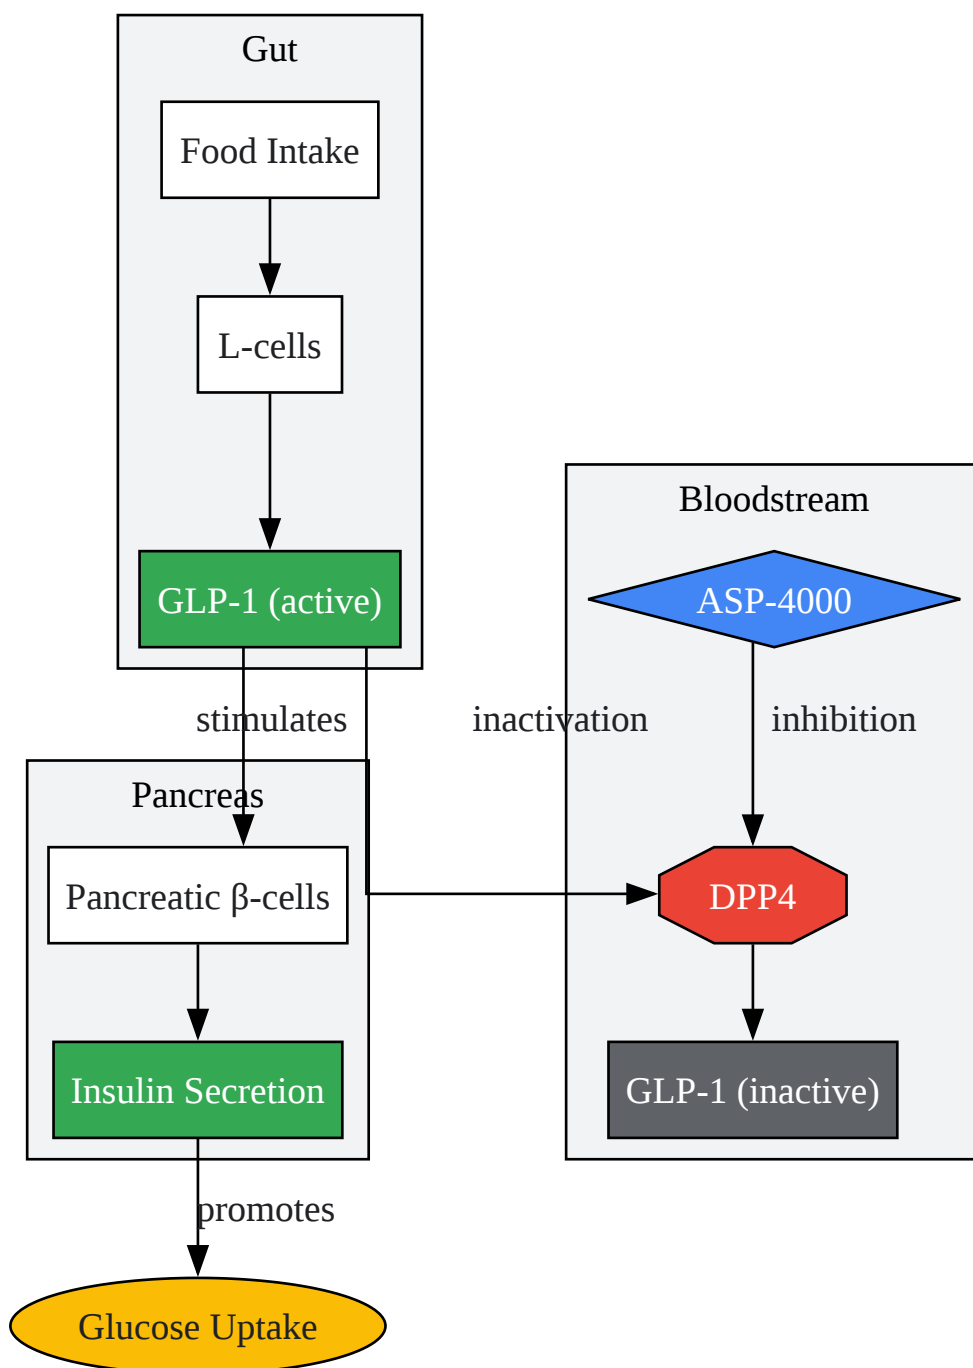 Gut
Food Intake
L-cells
GLP-1 (active)
Bloodstream
ASP-4000
stimulates
inactivation
inhibition
Pancreas
Pancreatic β-cells
DPP4
Insulin Secretion
GLP-1 (inactive)
promotes
Glucose Uptake